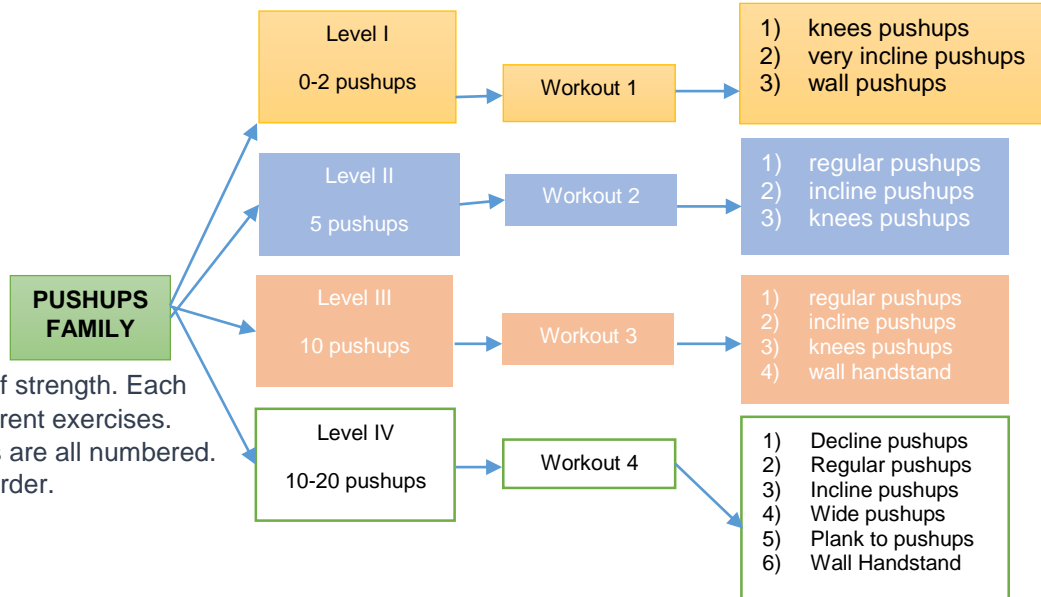 Level I
0-2 pushups
Workout 1
1) knees pushups
2) very incline pushups
3) wall pushups
Level II
5 pushups
Workout 2
1) regular pushups
2) incline pushups
3) knees pushups
PUSHUPS
FAMILY
Level III
10 pushups
Workout 3
1) regular pushups
2) incline pushups
3) knees pushups
4) wall handstand
strength. Each
exercises.
are all numbered.
Level IV
10-20 pushups
Workout 4
1) Decline pushups
2) Regular pushups
3) Incline pushups
4) Wide pushups
5) Plank to pushups
6) Wall Handstand